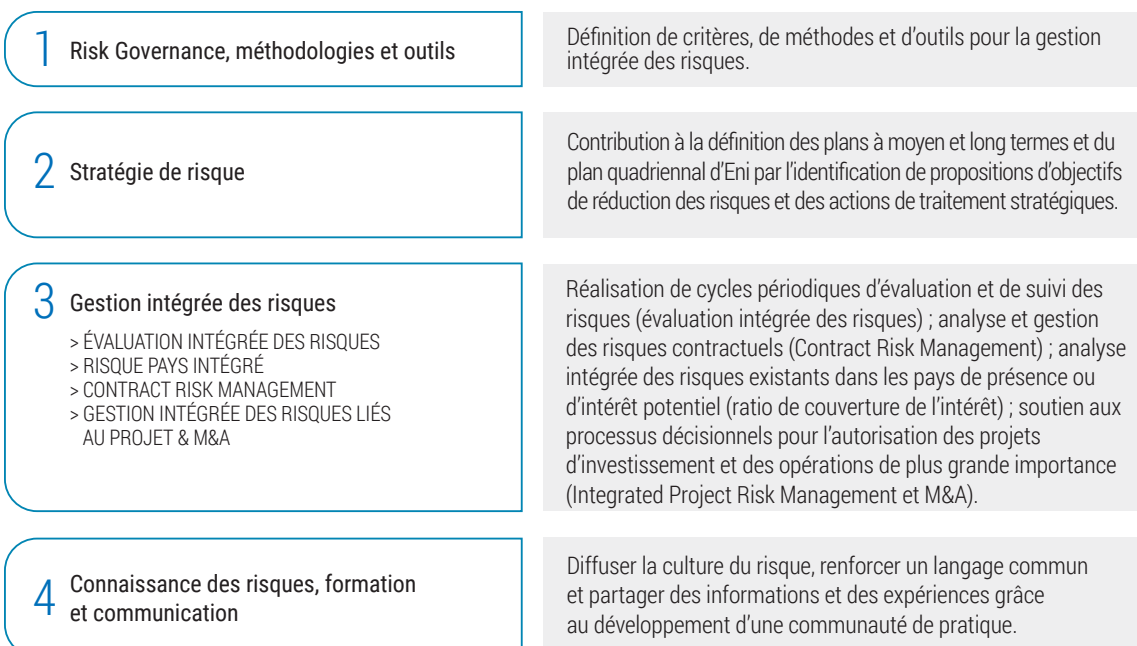 1 Risk Governance, méthodologies et outils
Définition de critères, de méthodes et d’outils pour la gestion
intégrée des risques.
2 Stratégie de risque
Contribution à la définition des plans à moyen et long termes et du
plan quadriennal d’Eni par l’identification de propositions d’objectifs
de réduction des risques et des actions de traitement stratégiques.
3 Gestion intégrée des risques
> ÉVALUATION INTÉGRÉE DES RISQUES
> RISQUE PAYS INTÉGRÉ
> CONTRACT RISK MANAGEMENT
> GESTION INTÉGRÉE DES RISQUES LIÉS
AU PROJET & M&A
Réalisation de cycles périodiques d’évaluation et de suivi des
risques (évaluation intégrée des risques) ; analyse et gestion
des risques contractuels (Contract Risk Management) ; analyse
intégrée des risques existants dans les pays de présence ou
d’intérêt potentiel (ratio de couverture de l’intérêt) ; soutien aux
processus décisionnels pour l’autorisation des projets
d’investissement et des opérations de plus grande importance
(Integrated Project Risk Management et M&A).
4 Connaissance des risques, formation
et communication
Diffuser la culture du risque, renforcer un langage commun
et partager des informations et des expériences grâce
au développement d’une communauté de pratique.